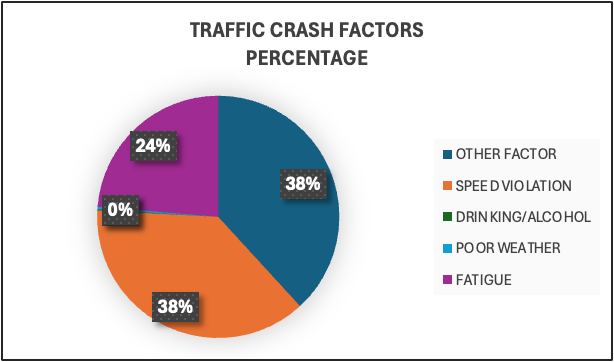 TRAFFIC CRASH FACTORS
PERCENTAGE
24%
38%
0%
38%
OTHER FACTOR
SPEED VIOLATION
DRINKING/ALCOHOL
POOR WEATHER
FATIGUE